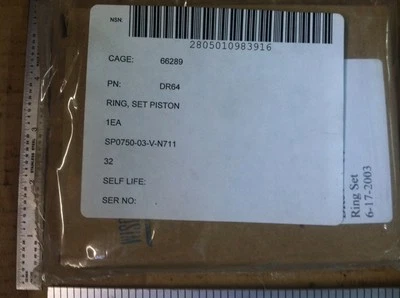 NSN
2805010983916
CAGE: 66289
PN: DR64
RING, SET PISTON
1EA
SP0750-03-V-N711
32
SELF LIFE:
SER NO:
Ring Set
6-17-2003